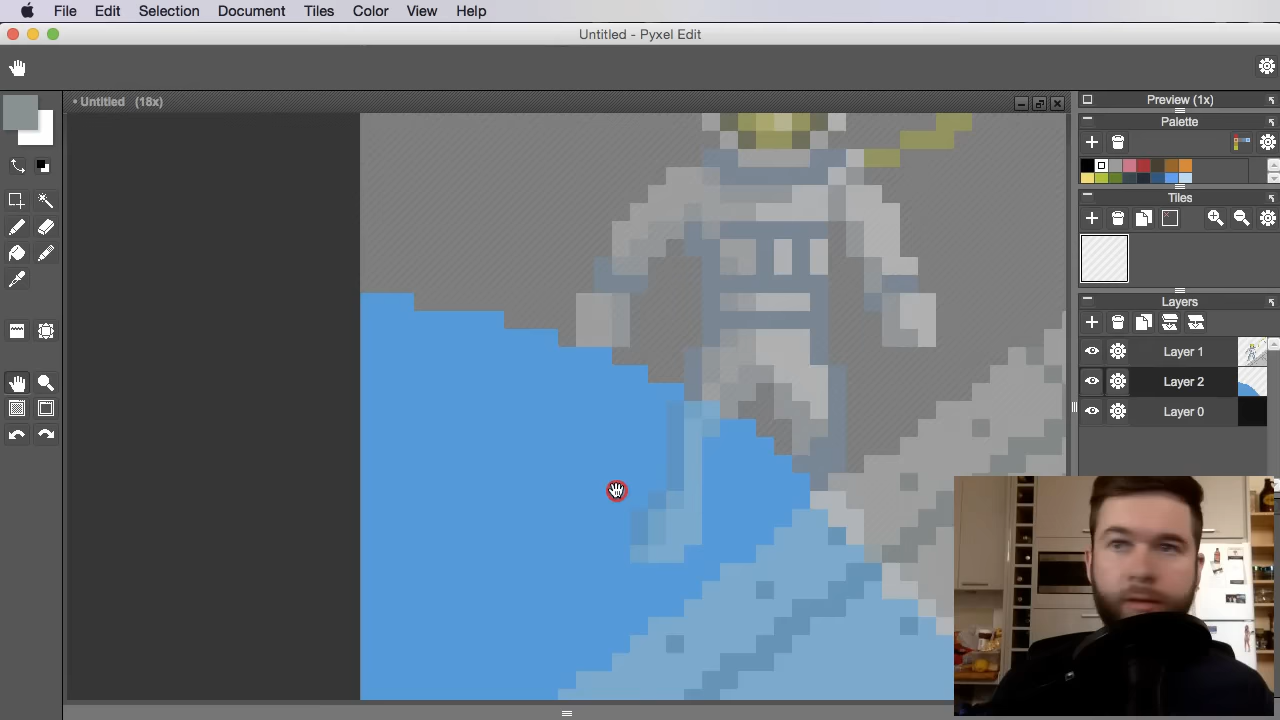 File Edit Selection Document Tiles Color View Help
Untitled - Pyxel Edit
• Untitled (18x)
Preview (1x)
Palette
Tiles
Layers
Layer 1
Layer 2
Layer 0